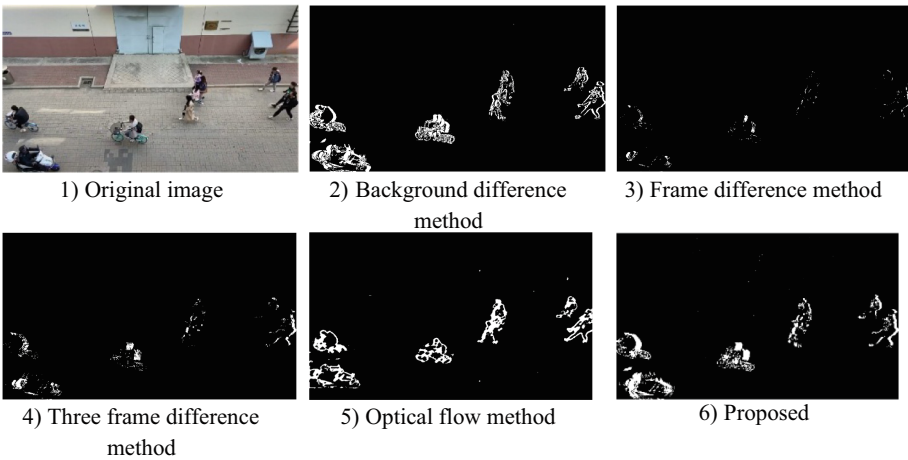 1) Original image
2) Background difference
method
3) Frame difference method
4) Three frame difference
method
5) Optical flow method
6) Proposed